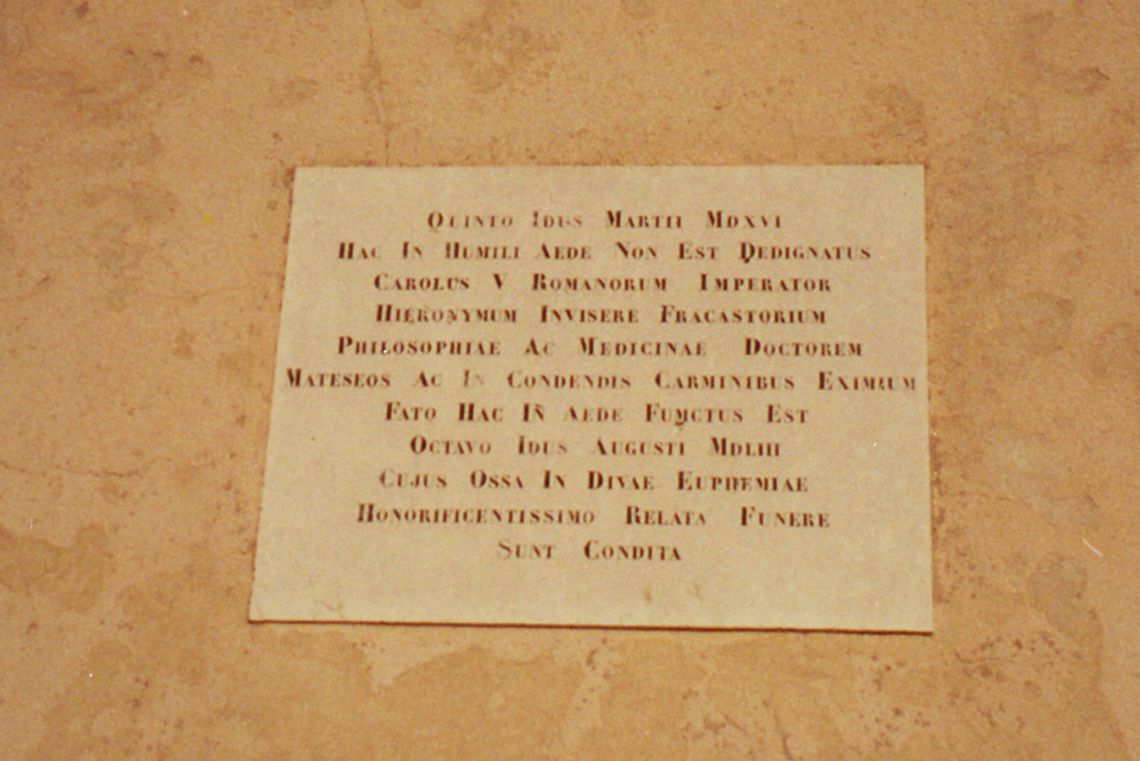 Quinto Idus Martii MDXVI
Hac In Humili Aede Non Est Dedignatus
Carolus V Romanorum Imperator
Hieronymum Invisere Fracastorium
Philosophiae Ac Medicinae Doctorem
Mateseos Ac In Condendis Carminibus Eximium
Fato Hac In Aede Functus Est
Octavo Idus Augusti MDLIII
Cujus Ossa In Divae Euphemiae
Honorificentissimo Relata Funere
Sunt Condita